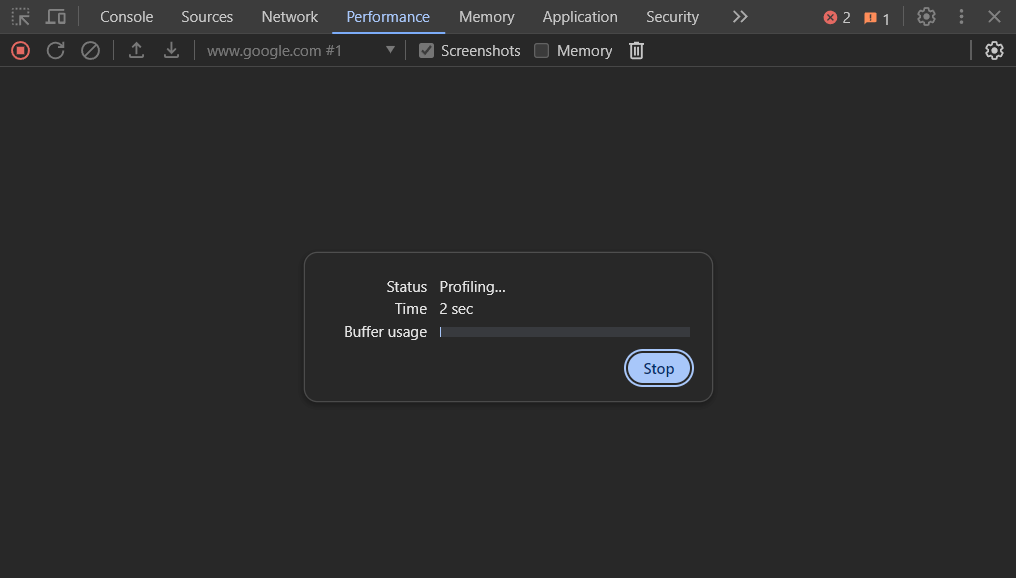 Console Sources Network Performance Memory Application Security 2 1
www.google.com #1 Screenshots Memory
Status Profiling...
Time 2 sec
Buffer usage
Stop